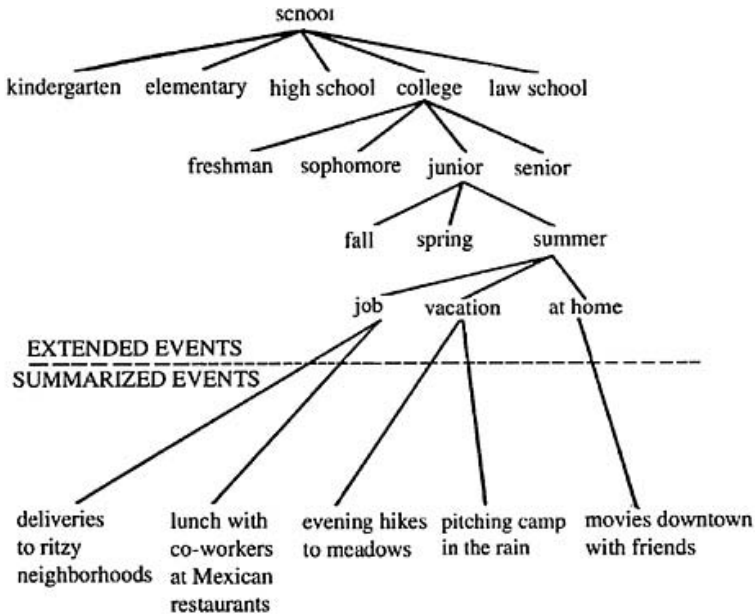 school
kindergarten elementary high school college law school
freshman sophomore junior senior
fall spring summer
job vacation at home
EXTENDED EVENTS
SUMMARIZED EVENTS
deliveries
to ritzy
neighborhoods
lunch with
co-workers
at Mexican
restaurants
evening hikes
to meadows
pitching camp
in the rain
movies downtown
with friends